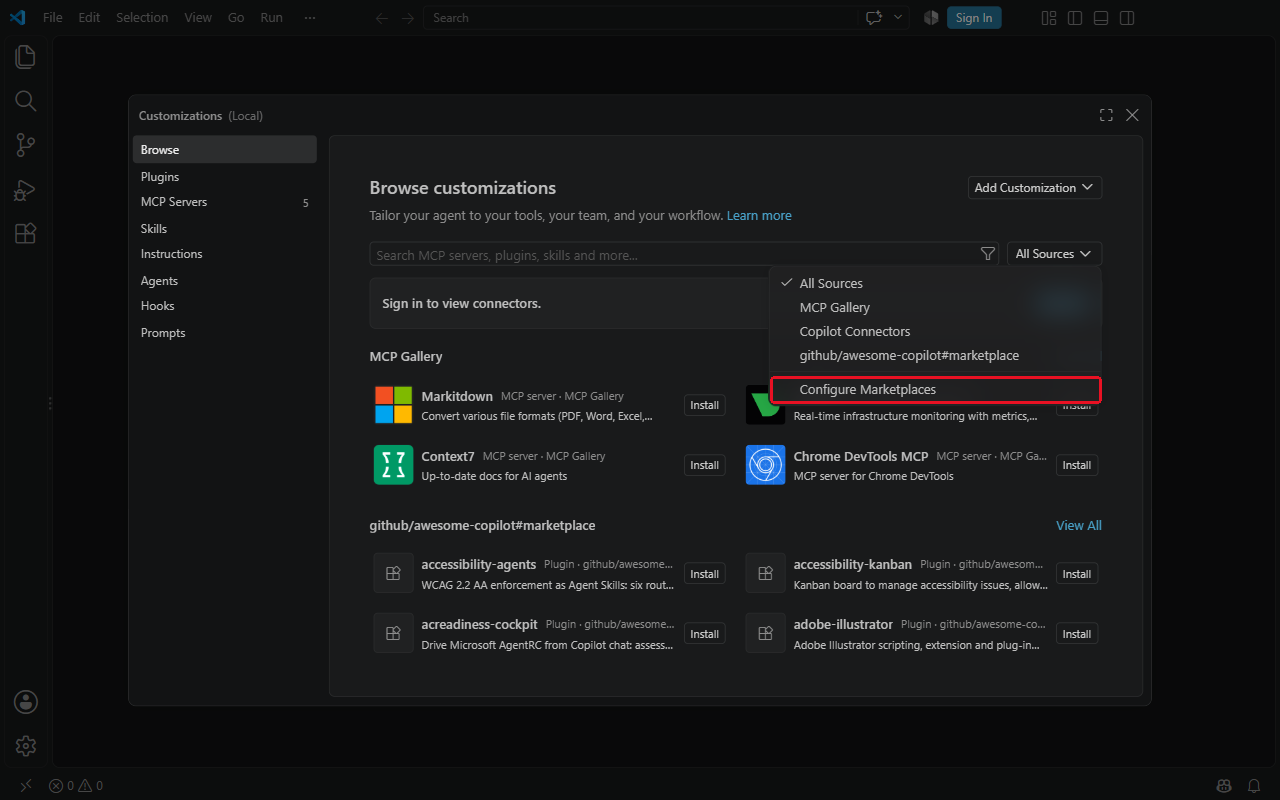 File Edit Selection View Go Run ···
Search
Sign In
Customizations (Local)
Browse
Plugins
MCP Servers 5
Skills
Instructions
Agents
Hooks
Prompts
Browse customizations
Add Customization
Tailor your agent to your tools, your team, and your workflow. Learn more
Search MCP servers, plugins, skills and more...
All Sources
All Sources
MCP Gallery
Copilot Connectors
github/awesome-copilot#marketplace
Configure Marketplaces
Sign in to view connectors.
MCP Gallery
Markitdown MCP server · MCP Gallery
Convert various file formats (PDF, Word, Excel,...
Install
Real-time infrastructure monitoring with metrics,...
Install
Context7 MCP server · MCP Gallery
Up-to-date docs for AI agents
Install
Chrome DevTools MCP MCP server · MCP Ga...
MCP server for Chrome DevTools
Install
github/awesome-copilot#marketplace
View All
accessibility-agents Plugin · github/awesome...
WCAG 2.2 AA enforcement as Agent Skills: six rout...
Install
accessibility-kanban Plugin · github/awesom...
Kanban board to manage accessibility issues, allow...
Install
acreadiness-cockpit Plugin · github/awesome...
Drive Microsoft AgentRC from Copilot chat: assess...
Install
adobe-illustrator Plugin · github/awesome-co...
Adobe Illustrator scripting, extension and plug-in...
Install
0 0